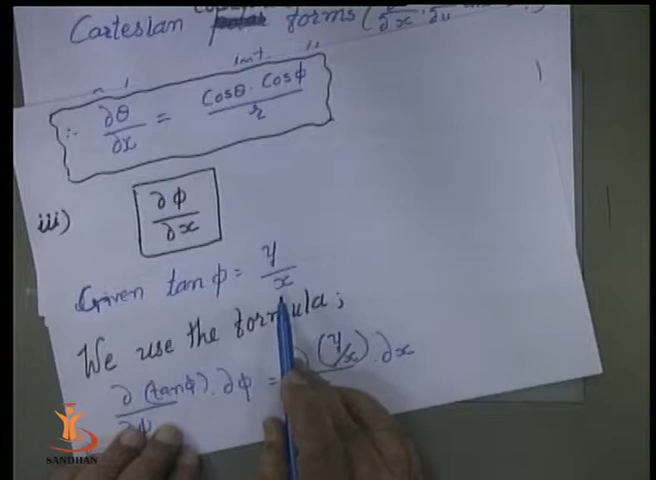 Cartesian forms
∴ ∂θ/∂x = Cosθ · Cosϕ / r
iii) ∂ϕ/∂x
Given tan ϕ = y/x
We use the formula;
∂ (tanϕ)/∂ϕ . ∂ϕ = ∂ (y/x) . ∂x
SANDHAN